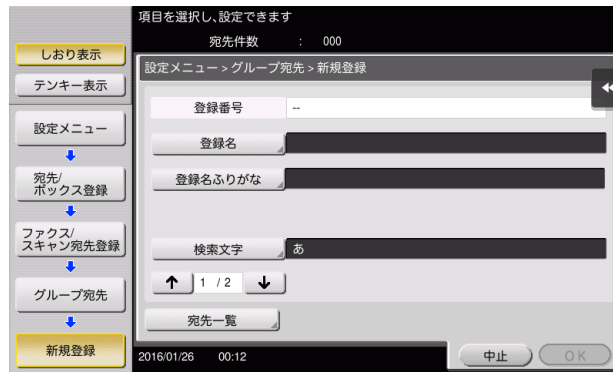 項目を選択し、設定できます
宛先件数 : 000
しおり表示
テンキー表示
設定メニュー
宛先/
ボックス登録
ファクス/
スキャン宛先登録
グループ宛先
新規登録
設定メニュー > グループ宛先 > 新規登録
登録番号 --
登録名
登録名ふりがな
検索文字 あ
↑ 1 / 2 ↓
宛先一覧
2016/01/26 00:12
中止 OK